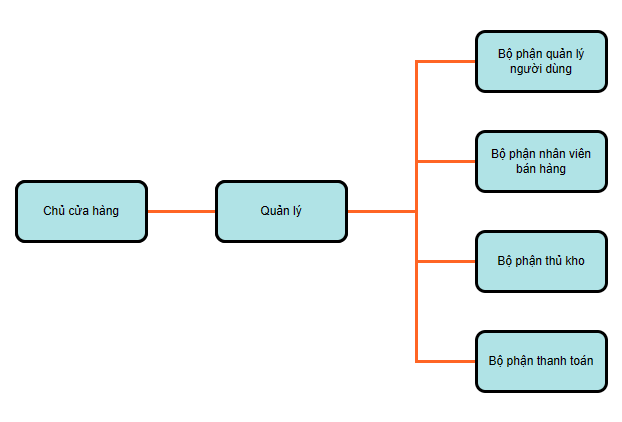 Chủ cửa hàng
Quản lý
Bộ phận quản lý
người dùng
Bộ phận nhân viên
bán hàng
Bộ phận thủ kho
Bộ phận thanh toán